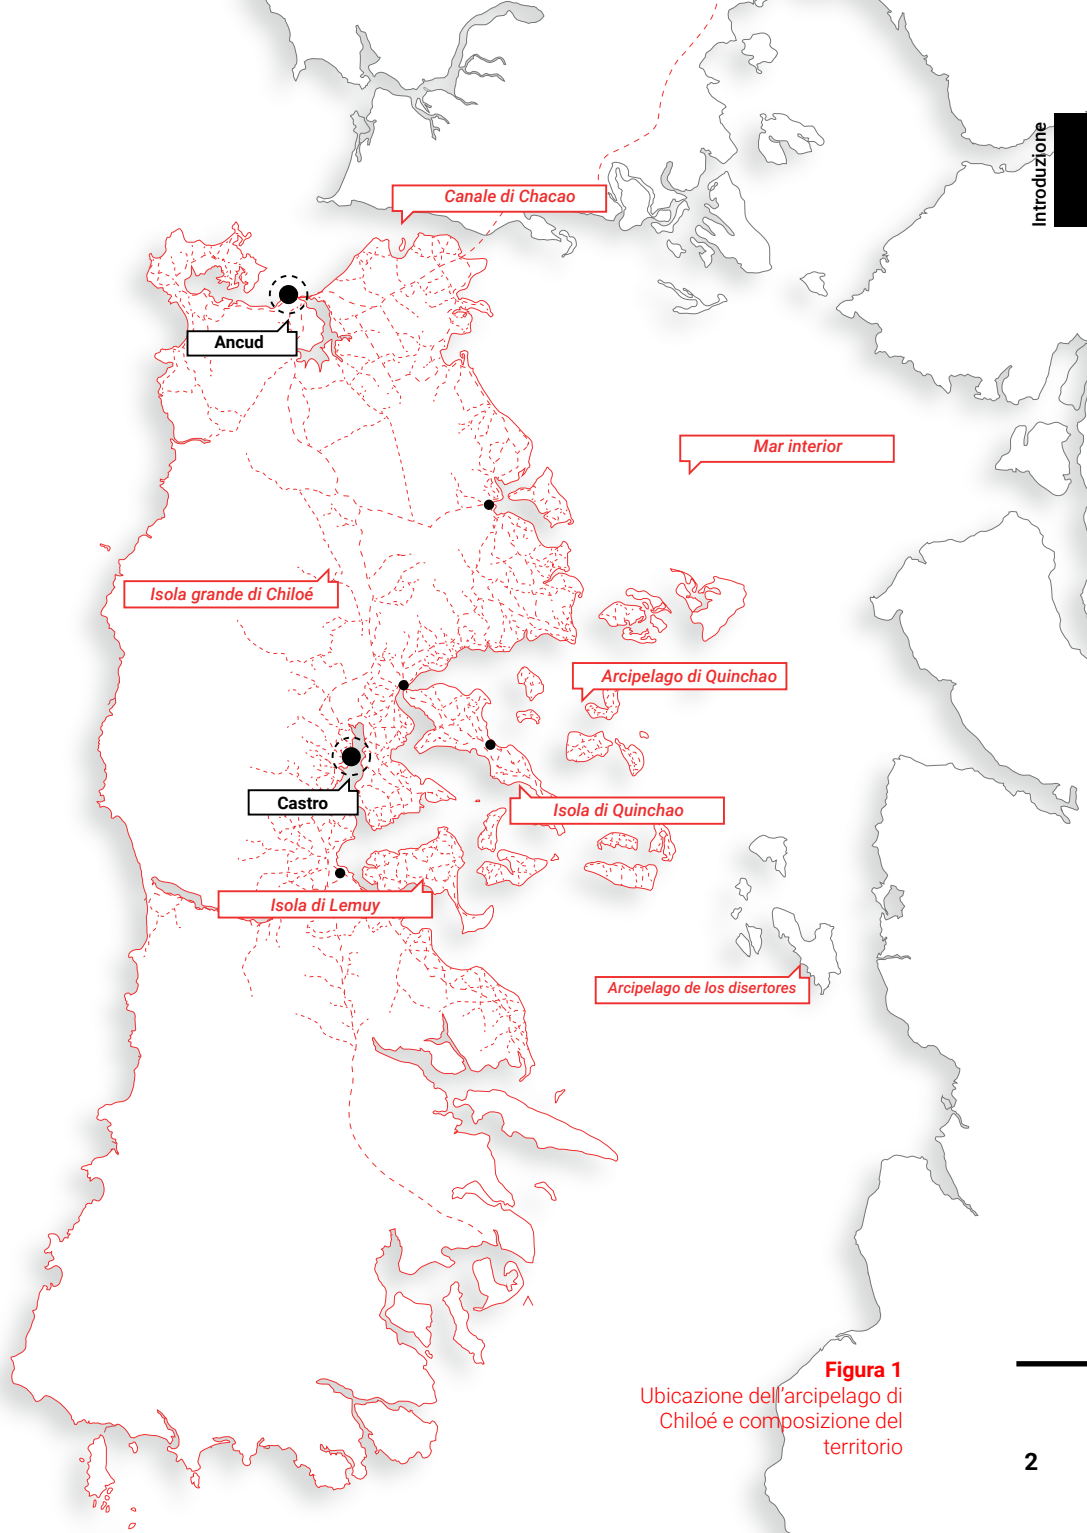 Introduzione
Canale di Chacao
Ancud
Mar interior
Isola grande di Chiloé
Arcipelago di Quinchao
Castro
Isola di Quinchao
Isola di Lemuy
Arcipelago de los disertores
Figura 1
Ubicazione dell'arcipelago di
Chiloé e composizione del
territorio
2